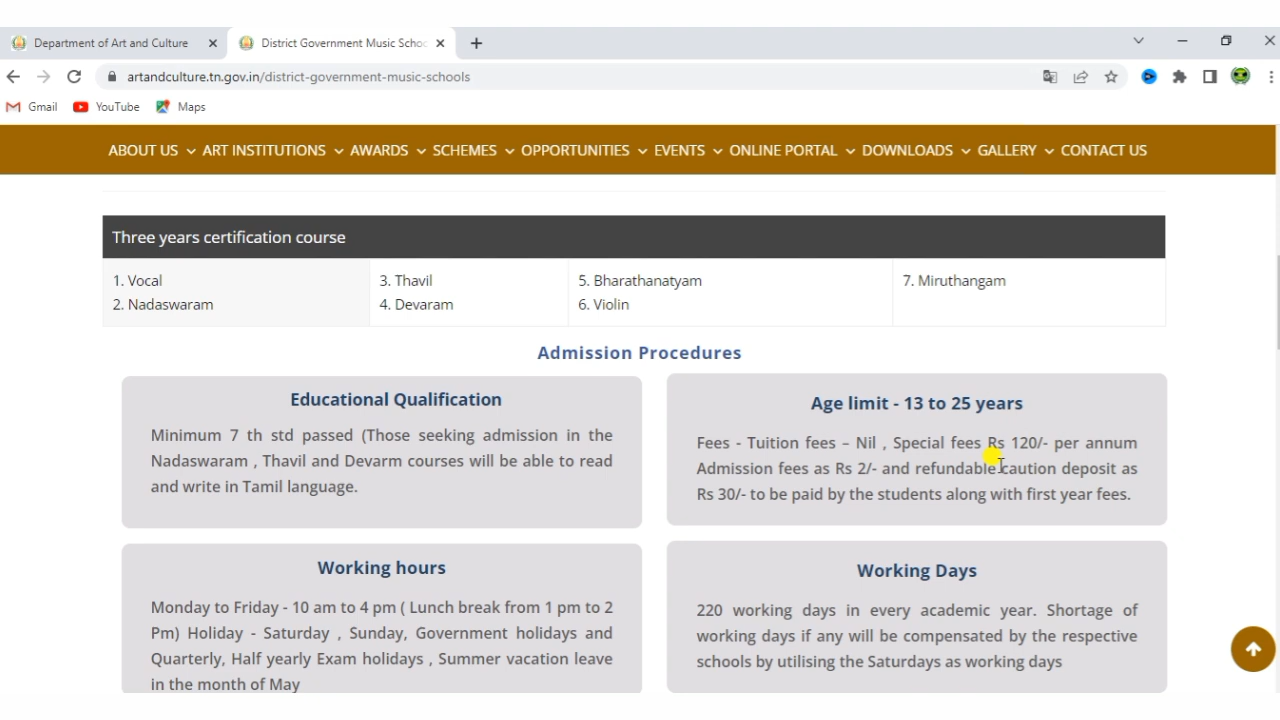 Department of Art and Culture
District Government Music Schoo
artandculture.tn.gov.in/district-government-music-schools
Gmail YouTube Maps
ABOUT US ART INSTITUTIONS AWARDS SCHEMES OPPORTUNITIES EVENTS ONLINE PORTAL DOWNLOADS GALLERY CONTACT US
Three years certification course
1. Vocal
2. Nadaswaram
3. Thavil
4. Devaram
5. Bharathanatyam
6. Violin
7. Miruthangam
Admission Procedures
Educational Qualification
Minimum 7 th std passed (Those seeking admission in the
Nadaswaram , Thavil and Devarm courses will be able to read
and write in Tamil language.
Age limit - 13 to 25 years
Fees - Tuition fees – Nil , Special fees Rs 120/- per annum
Admission fees as Rs 2/- and refundable caution deposit as
Rs 30/- to be paid by the students along with first year fees.
Working hours
Monday to Friday - 10 am to 4 pm ( Lunch break from 1 pm to 2
Pm) Holiday - Saturday , Sunday, Government holidays and
Quarterly, Half yearly Exam holidays , Summer vacation leave
in the month of May
Working Days
220 working days in every academic year. Shortage of
working days if any will be compensated by the respective
schools by utilising the Saturdays as working days